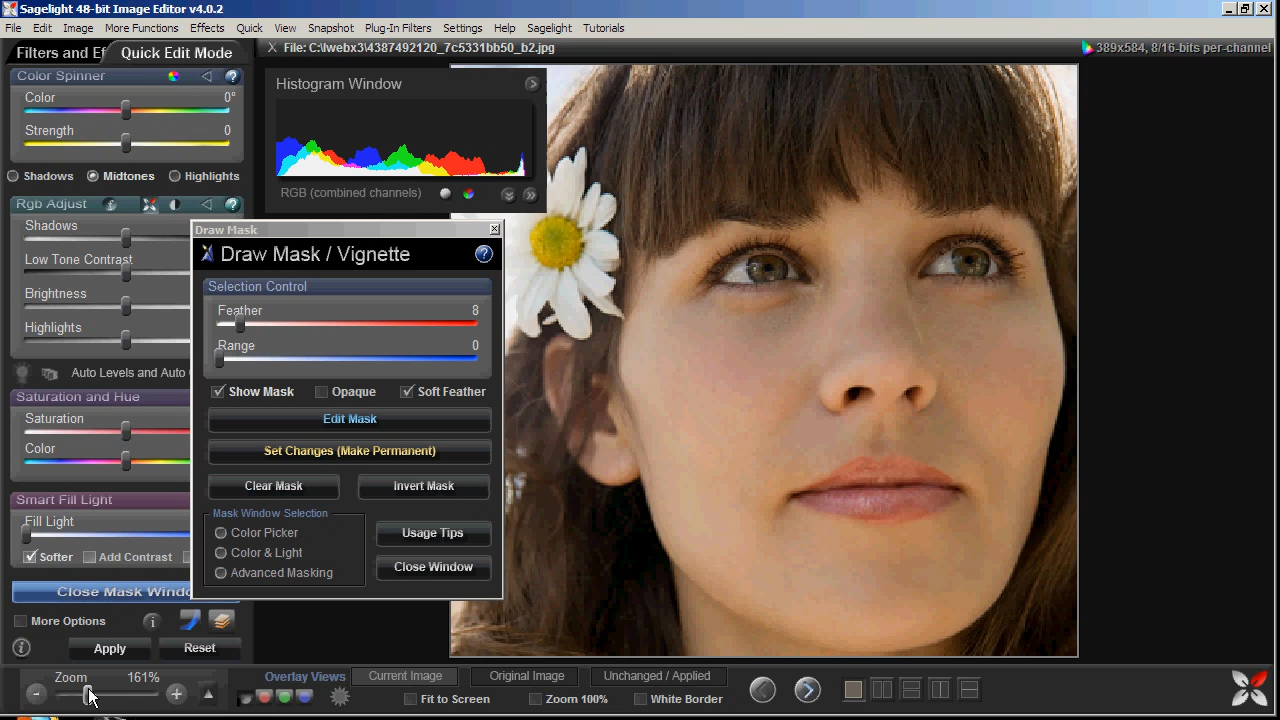 Sagelight 48-bit Image Editor v4.0.2
File Edit Image More Functions Effects Quick View Snapshot Plug-In Filters Settings Help Sagelight Tutorials
Filters and Ef Quick Edit Mode
X File: C:\lwebx3\4387492120_7c5331bb50_b2.jpg
389x584, 8/16-bits per-channel
Color Spinner
Color 0°
Strength 0
Shadows Midtones Highlights
Rgb Adjust
Shadows
Low Tone Contrast
Brightness
Highlights
Auto Levels and Auto
Saturation and Hue
Saturation
Color
Smart Fill Light
Fill Light
Softer Add Contrast
Close Mask Windo
More Options
Apply Reset
Histogram Window
RGB (combined channels)
Draw Mask
Draw Mask / Vignette
Selection Control
Feather 8
Range 0
Show Mask Opaque Soft Feather
Edit Mask
Set Changes (Make Permanent)
Clear Mask Invert Mask
Mask Window Selection
Color Picker
Color & Light
Advanced Masking
Usage Tips
Close Window
Zoom 161%
Overlay Views Current Image Original Image Unchanged / Applied
Fit to Screen Zoom 100% White Border